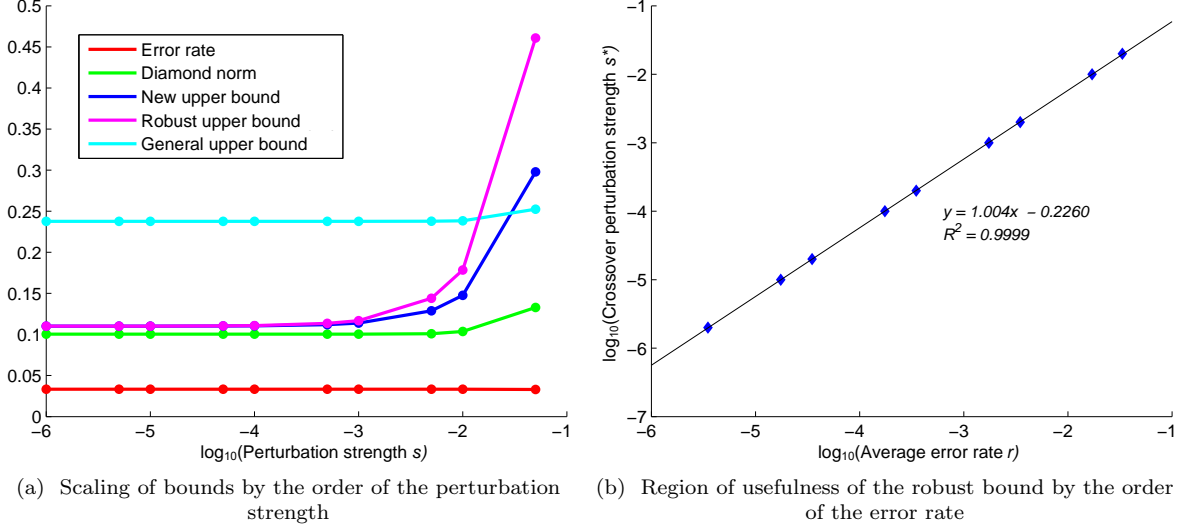 0.5
0.45
0.4
0.35
0.3
0.25
0.2
0.15
0.1
0.05
0
Error rate
Diamond norm
New upper bound
Robust upper bound
General upper bound
−6
−5
−4
−3
−2
−1
log₁₀(Perturbation strength s)
(a) Scaling of bounds by the order of the perturbation
strength
log₁₀(Crossover perturbation strength s*)
−1
−2
−3
−4
−5
−6
−7
y = 1.004x − 0.2260
R² = 0.9999
−6
−5
−4
−3
−2
−1
log₁₀(Average error rate r)
(b) Region of usefulness of the robust bound by the order
of the error rate